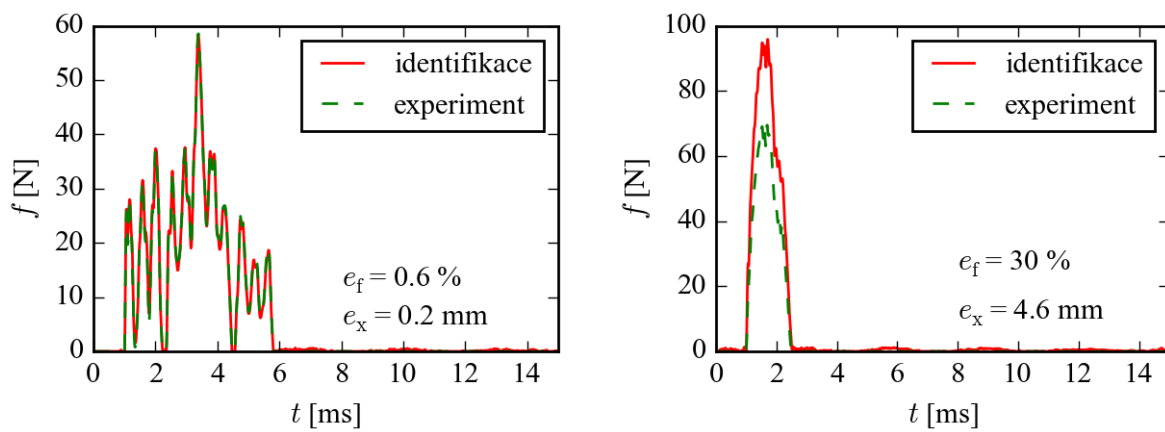 60
50
40
30
20
10
0
f [N]
identifikace
experiment
e_f = 0.6 %
e_x = 0.2 mm
0 2 4 6 8 10 12 14
t [ms]
100
80
60
40
20
0
f [N]
identifikace
experiment
e_f = 30 %
e_x = 4.6 mm
0 2 4 6 8 10 12 14
t [ms]